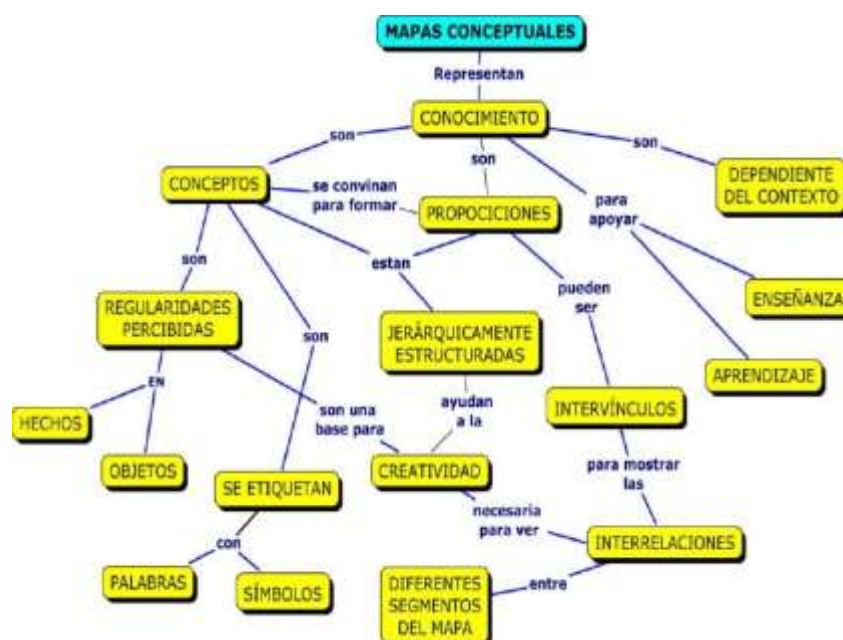 MAPAS CONCEPTUALES
Representan
CONOCIMIENTO
son
son
son
CONCEPTOS
se convinan
para formar
PROPOCICIONES
para
apoyar
DEPENDIENTE
DEL CONTEXTO
son
estan
pueden
ser
ENSEÑANZA
REGULARIDADES
PERCIBIDAS
son
JERÀRQUICAMENTE
ESTRUCTURADAS
APRENDIZAJE
EN
HECHOS
OBJETOS
son una
base para
ayudan
a la
INTERVÍNCULOS
SE ETIQUETAN
CREATIVIDAD
para mostrar
las
necesaria
para ver
con
INTERRELACIONES
PALABRAS
SÍMBOLOS
DIFERENTES
SEGMENTOS
DEL MAPA
entre